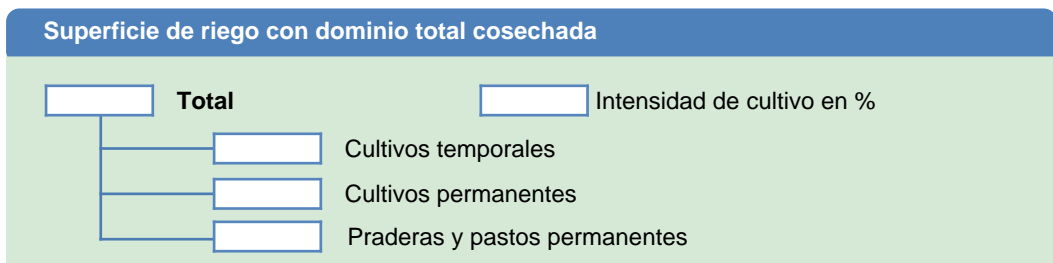 Superficie de riego con dominio total cosechada
Total
Intensidad de cultivo en %
Cultivos temporales
Cultivos permanentes
Praderas y pastos permanentes